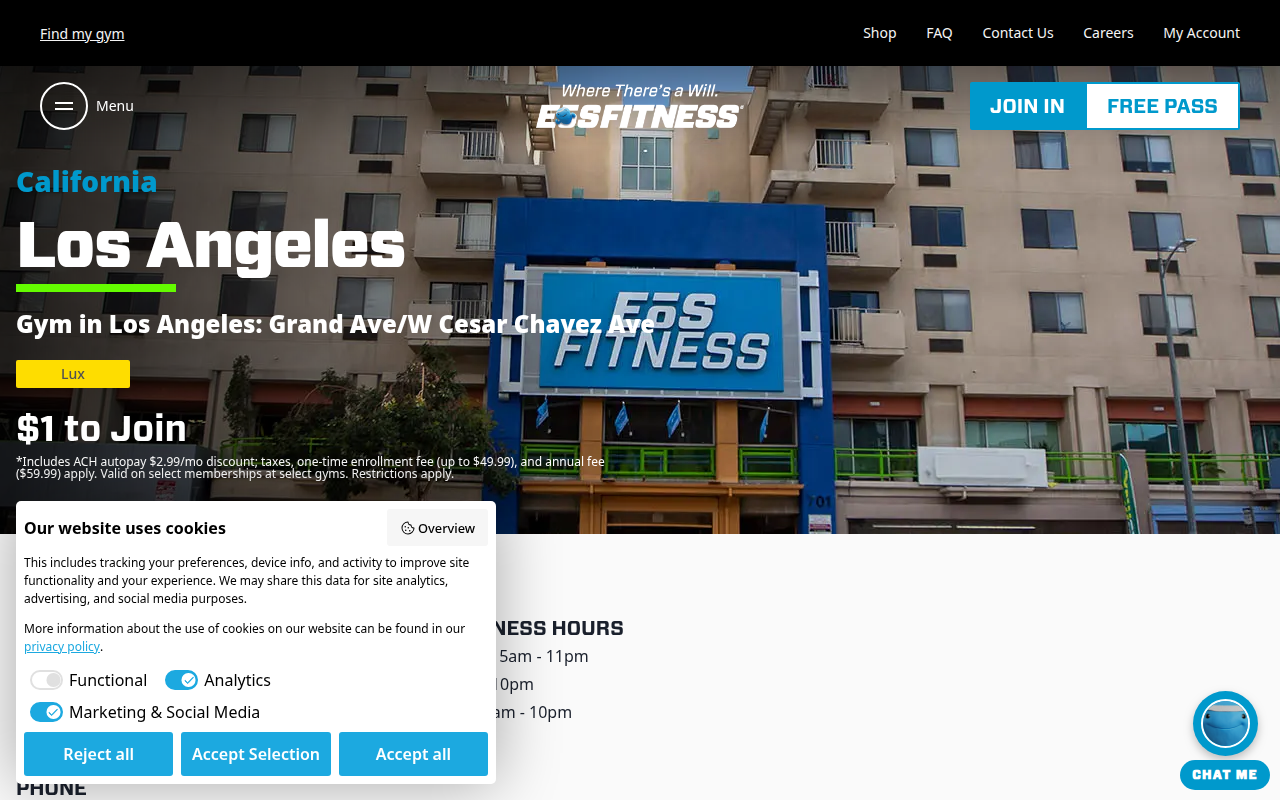 Find my gym
Shop
FAQ
Contact Us
Careers
My Account
Menu
Where There's a Will.
EōSFITNESS
JOIN IN
FREE PASS
California
Los Angeles
Gym in Los Angeles: Grand Ave/W Cesar Chavez Ave
EōS
FITNESS
Lux
$1 to Join
*Includes ACH autopay $2.99/mo discount; taxes, one-time enrollment fee (up to $49.99), and annual fee
($59.99) apply. Valid on select memberships at select gyms. Restrictions apply.
701
Our website uses cookies
Overview
This includes tracking your preferences, device info, and activity to improve site
functionality and your experience. We may share this data for site analytics,
advertising, and social media purposes.
More information about the use of cookies on our website can be found in our
privacy policy.
Functional
Analytics
Marketing & Social Media
Reject all
Accept Selection
Accept all
NESS HOURS
5am - 11pm
10pm
am - 10pm
PHONE
CHAT ME